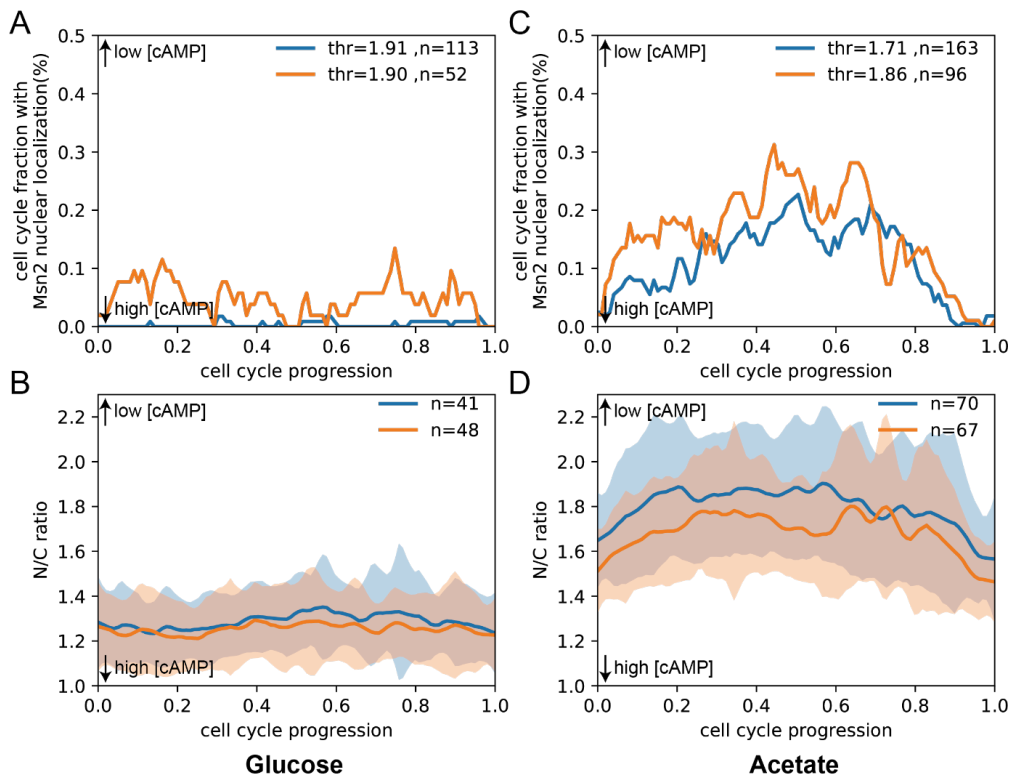 A
low [cAMP]
thr=1.91 ,n=113
thr=1.90 ,n=52
cell cycle fraction with
Msn2 nuclear localization(%)
0.5
0.4
0.3
0.2
0.1
0.0
high [cAMP]
0.0 0.2 0.4 0.6 0.8 1.0
cell cycle progression
C
low [cAMP]
thr=1.71 ,n=163
thr=1.86 ,n=96
cell cycle fraction with
Msn2 nuclear localization(%)
0.5
0.4
0.3
0.2
0.1
0.0
high [cAMP]
0.0 0.2 0.4 0.6 0.8 1.0
cell cycle progression
B
low [cAMP]
n=41
n=48
N/C ratio
2.2
2.0
1.8
1.6
1.4
1.2
1.0
high [cAMP]
0.0 0.2 0.4 0.6 0.8 1.0
cell cycle progression
Glucose
D
low [cAMP]
n=70
n=67
N/C ratio
2.2
2.0
1.8
1.6
1.4
1.2
1.0
high [cAMP]
0.0 0.2 0.4 0.6 0.8 1.0
cell cycle progression
Acetate